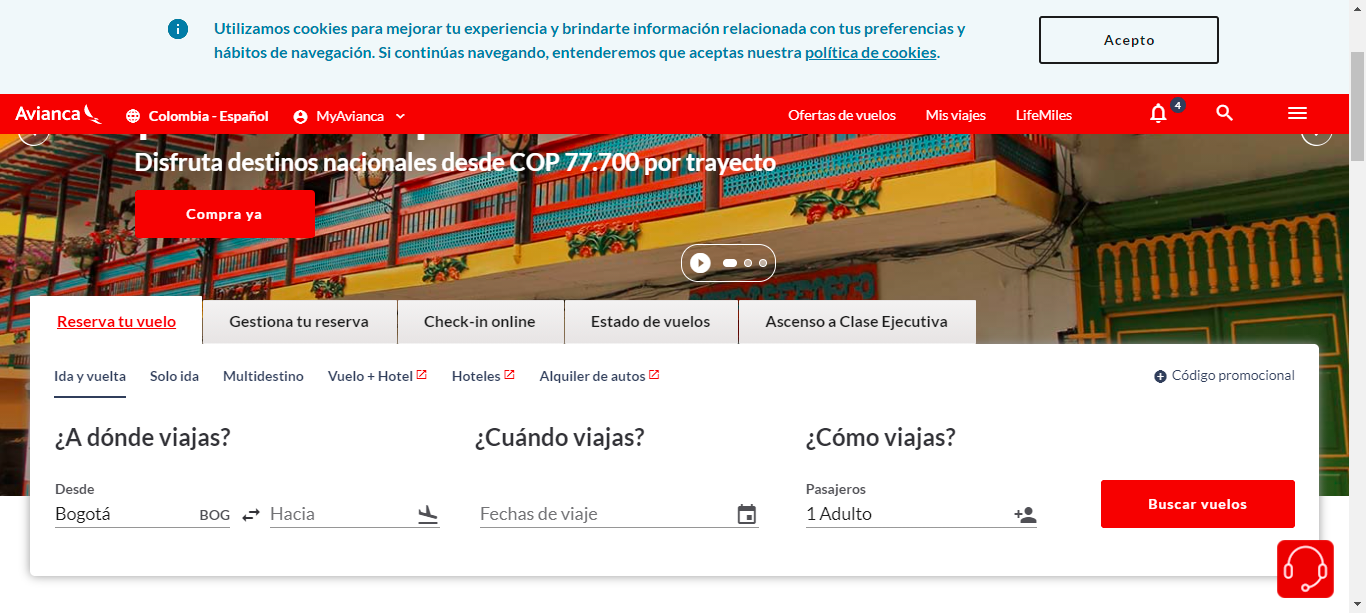 Utilizamos cookies para mejorar tu experiencia y brindarte información relacionada con tus preferencias y
hábitos de navegación. Si continúas navegando, entenderemos que aceptas nuestra política de cookies.
Acepto
Avianca
Colombia - Español
MyAvianca
Ofertas de vuelos
Mis viajes
LifeMiles
4
Disfruta destinos nacionales desde COP 77.700 por trayecto
Compra ya
Reserva tu vuelo
Gestiona tu reserva
Check-in online
Estado de vuelos
Ascenso a Clase Ejecutiva
Ida y vuelta
Solo ida
Multidestino
Vuelo + Hotel
Hoteles
Alquiler de autos
Código promocional
¿A dónde viajas?
¿Cuándo viajas?
¿Cómo viajas?
Desde
Pasajeros
Bogotá
BOG
Hacia
Fechas de viaje
1 Adulto
Buscar vuelos